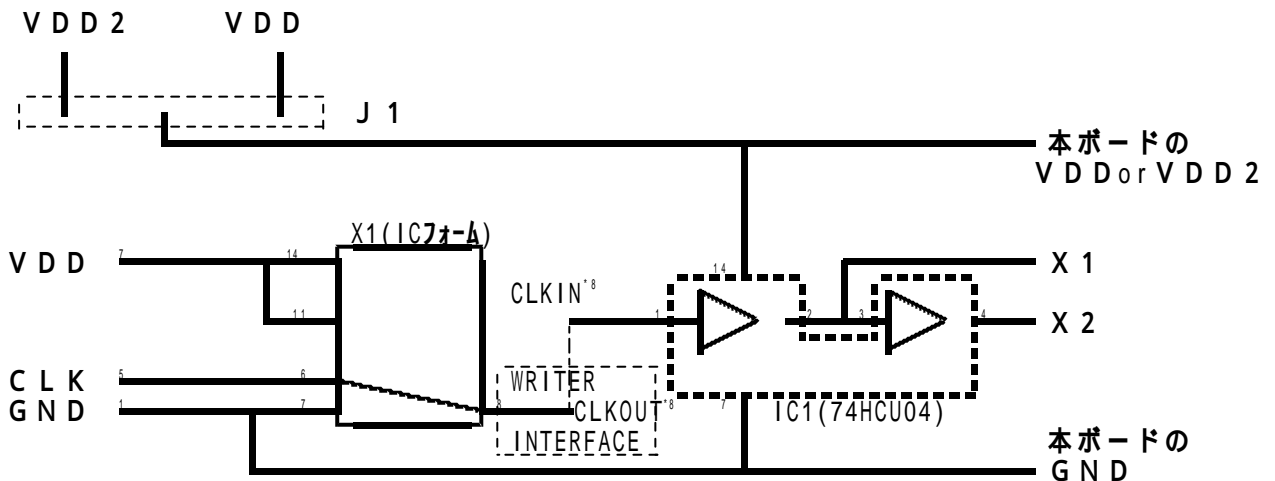 VDD2 VDD
J1
本ボードの
VDDorVDD2
X1(ICフォーム)
VDD 7 14
14
X1
CLKIN*8
11 1 2 3 4 X2
CLK 5 6
WRITER
GND 1 7 8 CLKOUT*8 7 IC1(74HCU04)
INTERFACE
本ボードの
GND